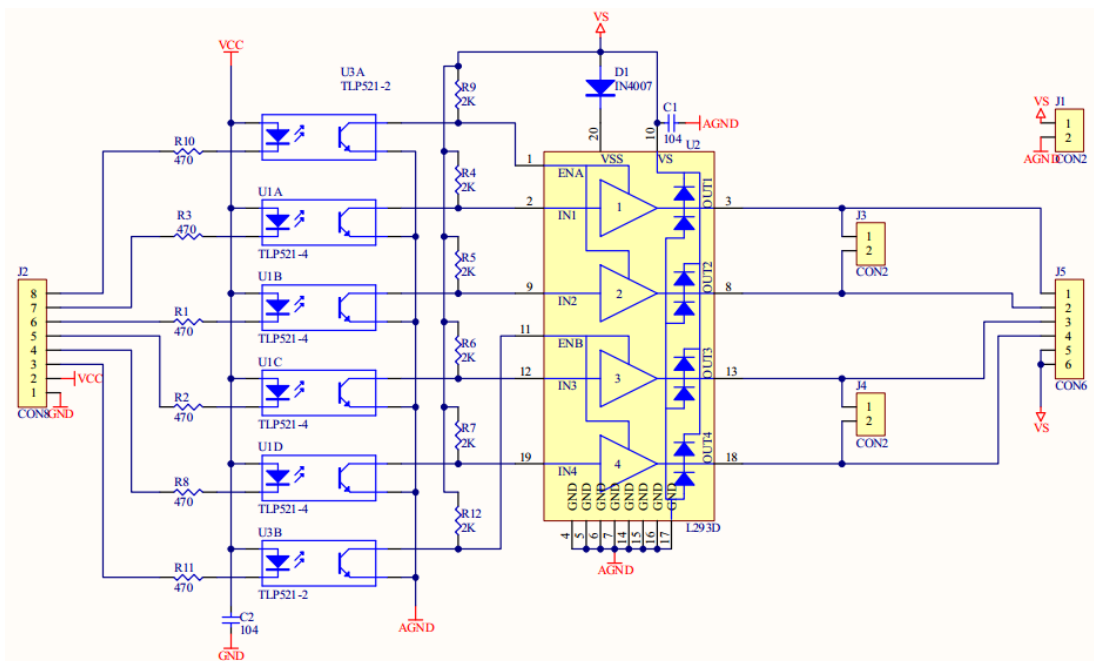 VS
VCC
U3A
TLP521-2
D1
IN4007
R9
2K
C1
104
AGND
J1
VS
1
2
AGND
CON2
20
10
U2
R10
470
VSS
VS
1
ENA
R4
2K
OUT1
U1A
R3
470
2
IN1
1
3
TLP521-4
J3
1
2
CON2
R5
2K
OUT2
J2
U1B
J5
8
7
6
5
4
3
2
1
VCC
CON8
GND
R1
470
9
IN2
2
8
TLP521-4
1
2
3
4
5
6
CON6
VS
11
ENB
R6
2K
OUT3
U1C
R2
470
12
IN3
3
13
TLP521-4
J4
1
2
CON2
R7
2K
OUT4
U1D
R8
470
19
IN4
4
18
TLP521-4
GND
GND
GND
GND
GND
GND
GND
GND
R12
2K
L293D
4
5
6
7
14
15
16
17
AGND
U3B
R11
470
TLP521-2
C2
104
AGND
GND